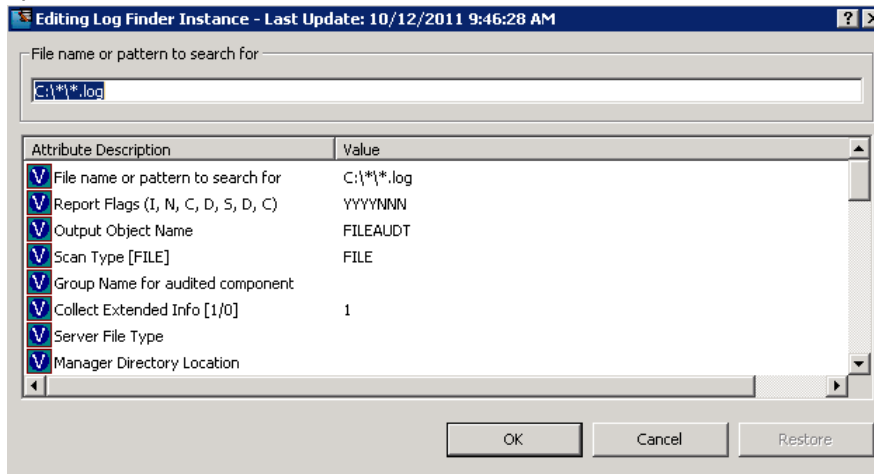 Editing Log Finder Instance - Last Update: 10/12/2011 9:46:28 AM
File name or pattern to search for
C:\*\*.log
Attribute Description Value
File name or pattern to search for C:\*\*.log
Report Flags (I, N, C, D, S, D, C) YYYYNNN
Output Object Name FILEAUDT
Scan Type [FILE] FILE
Group Name for audited component
Collect Extended Info [1/0] 1
Server File Type
Manager Directory Location
OK Cancel Restore